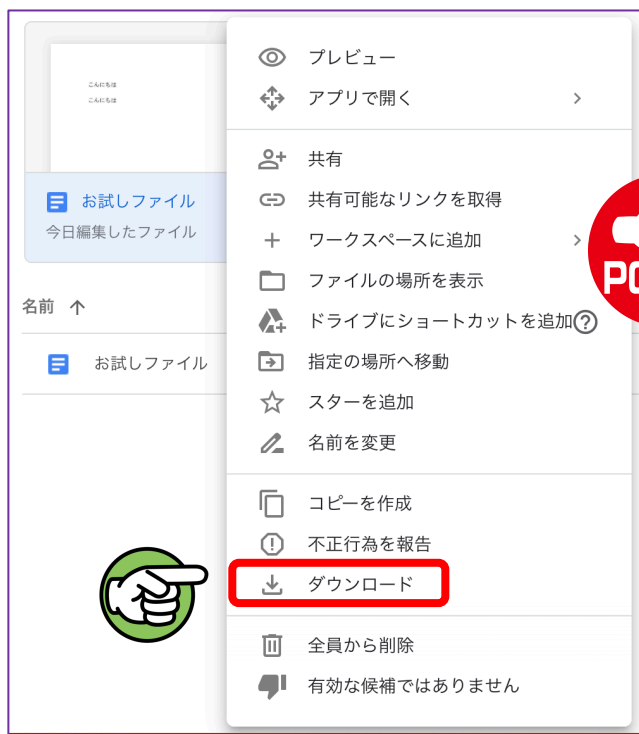 こんにちは
こんにちは
お試しファイル
今日編集したファイル
名前
お試しファイル
プレビュー
アプリで開く
共有
共有可能なリンクを取得
ワークスペースに追加
ファイルの場所を表示
ドライブにショートカットを追加
指定の場所へ移動
スターを追加
名前を変更
コピーを作成
不正行為を報告
ダウンロード
全員から削除
有効な候補ではありません